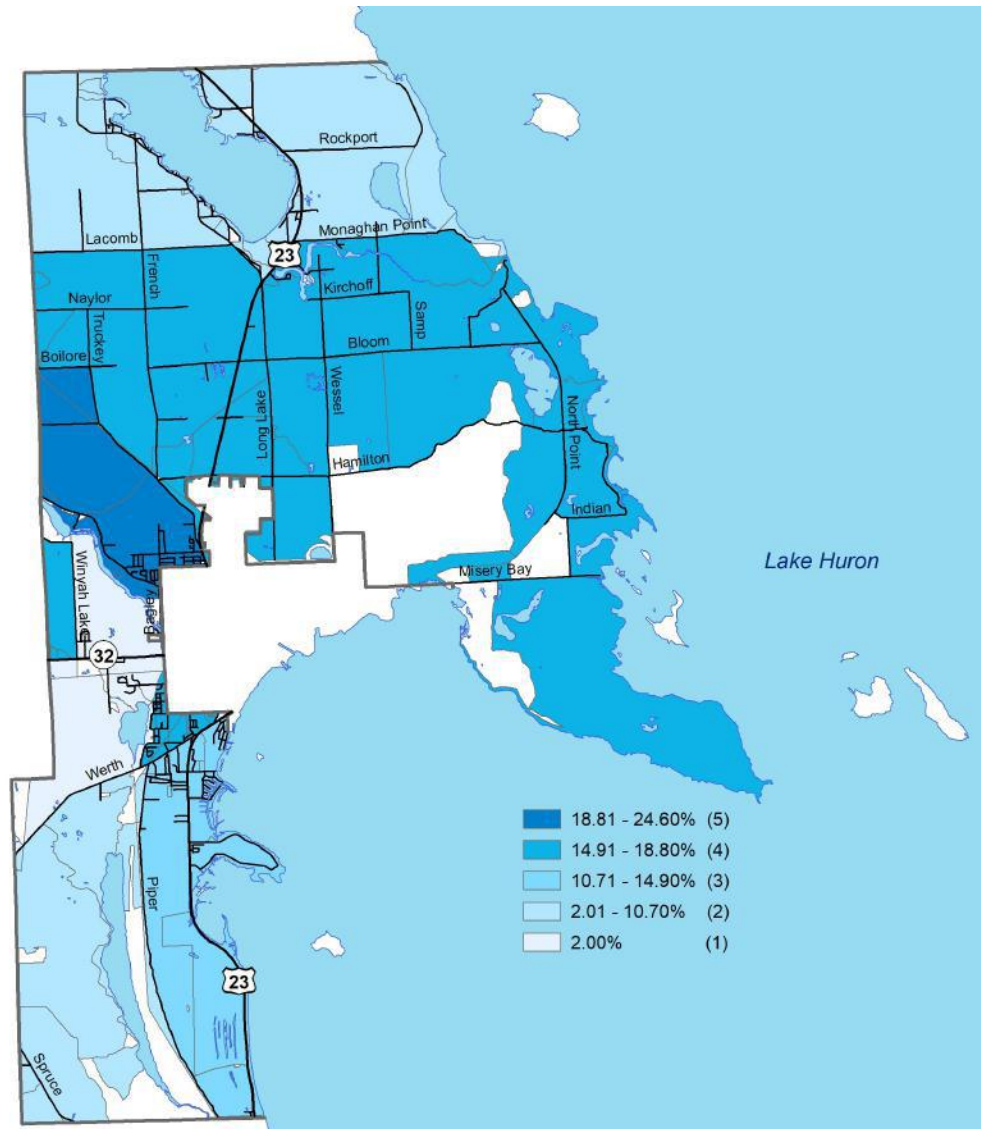 Rockport
Monaghan Point
Lacomb
23
French
Kirchoff
Naylor
Truckey
Samp
Bloom
Boilore
Wessel
Long Lake
North Point
Hamilton
Indian
Misery Bay
Lake Huron
Winyah Lake
Bagley
32
Werth
18.81 - 24.60% (5)
14.91 - 18.80% (4)
10.71 - 14.90% (3)
2.01 - 10.70% (2)
2.00% (1)
Piper
23
Spruce